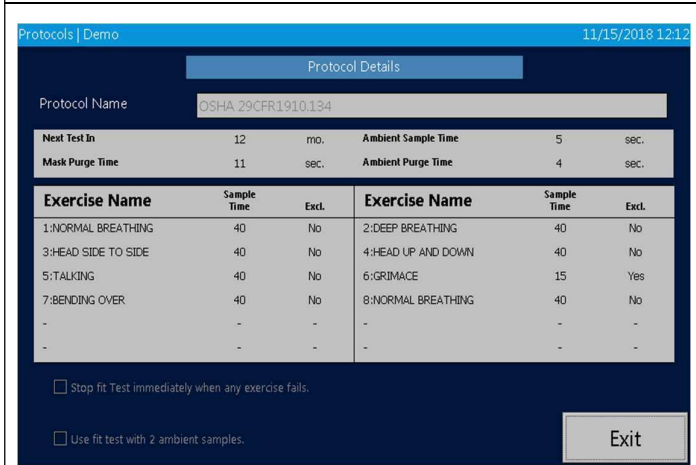 Protocols | Demo 11/15/2018 12:12
Protocol Details
Protocol Name OSHA 29CFR1910.134
Next Test In 12 mo. Ambient Sample Time 5 sec.
Mask Purge Time 11 sec. Ambient Purge Time 4 sec.
Exercise Name Sample Time Excl. Exercise Name Sample Time Excl.
1:NORMAL BREATHING 40 No 2:DEEP BREATHING 40 No
3:HEAD SIDE TO SIDE 40 No 4:HEAD UP AND DOWN 40 No
5:TALKING 40 No 6:GRIMACE 15 Yes
7:BENDING OVER 40 No 8:NORMAL BREATHING 40 No
- - - - - -
- - - - - -
Stop fit Test immediately when any exercise fails.
Use fit test with 2 ambient samples.
Exit